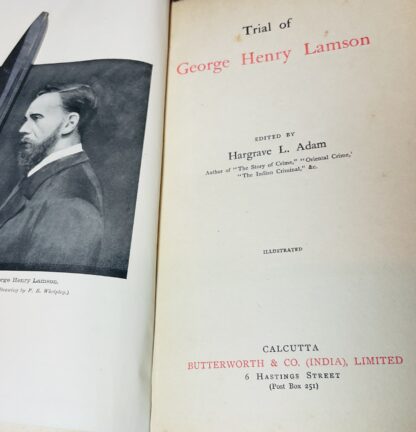 rge Henry Lamson.
Drawing by F. E. Whitpley.)
Trial of
George Henry Lamson
EDITED BY
Hargrave L. Adam
Author of "The Story of Crime," "Oriental Crime,"
"The Indian Criminal," &c.
ILLUSTRATED
CALCUTTA
BUTTERWORTH & CO. (INDIA), LIMITED
6 HASTINGS STREET
(Post Box 251)